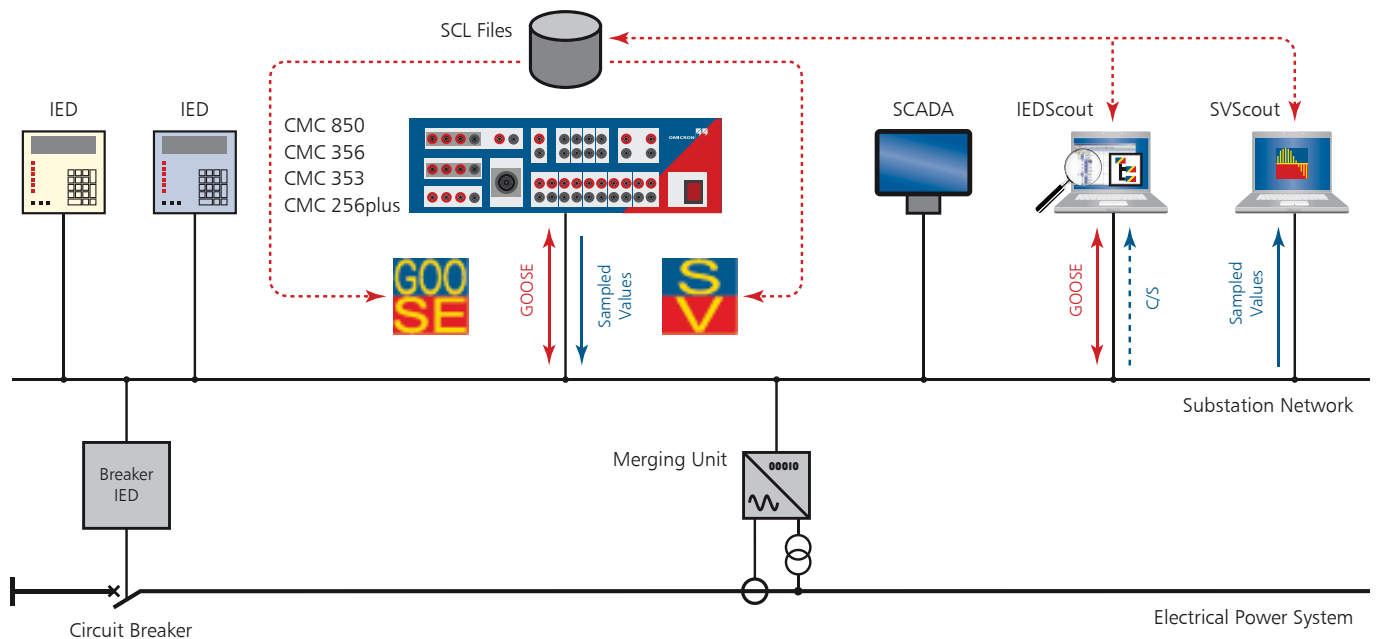 SCL Files
IED
IED
CMC 850
CMC 356
CMC 353
CMC 256plus
OMICRON
SCADA
IEDScout
SVScout
GOO
SE
GOOSE
Sampled
Values
S
V
GOOSE
C/S
Sampled
Values
Substation Network
Breaker
IED
Merging Unit
00010
Circuit Breaker
Electrical Power System